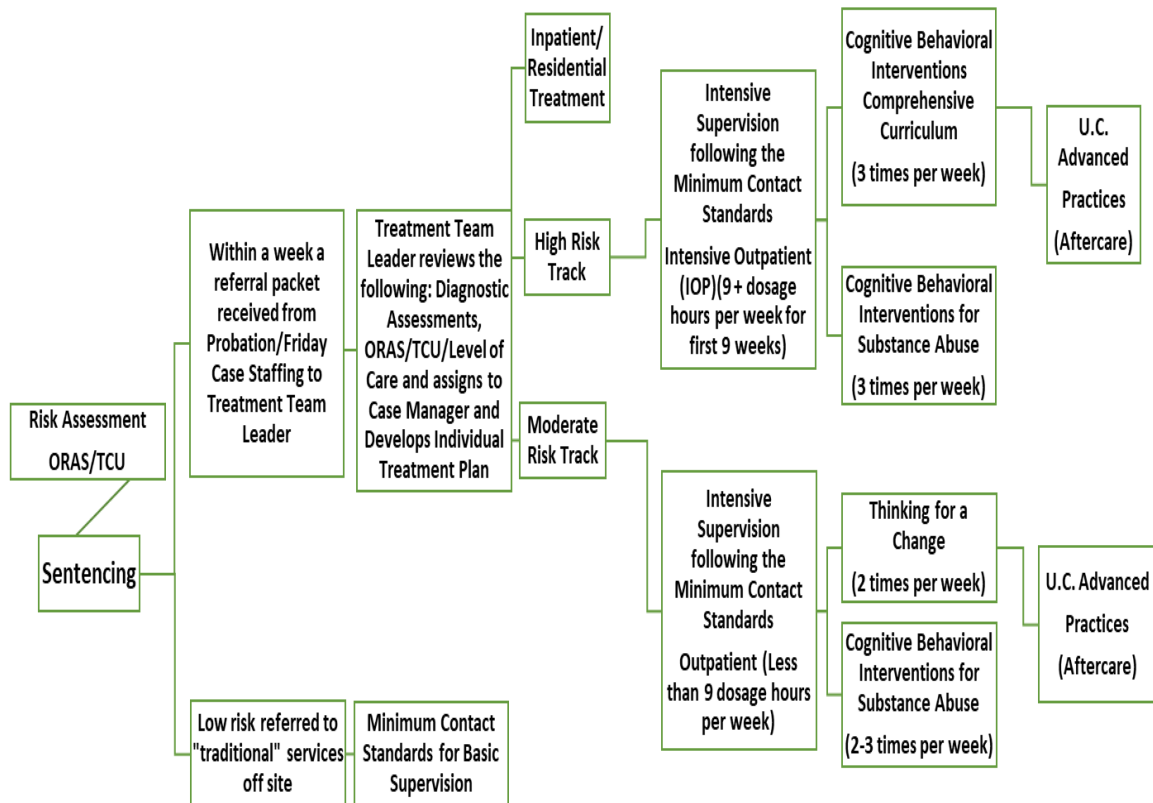 Risk Assessment
ORAS/TCU
Sentencing
Within a week a
referral packet
received from
Probation/Friday
Case Staffing to
Treatment Team
Leader
Low risk referred to
"traditional" services
off site
Minimum Contact
Standards for Basic
Supervision
Treatment Team
Leader reviews the
following: Diagnostic
Assessments,
ORAS/TCU/Level of
Care and assigns to
Case Manager and
Develops Individual
Treatment Plan
Inpatient/
Residential
Treatment
High Risk
Track
Moderate
Risk Track
Intensive
Supervision
following the
Minimum Contact
Standards
Intensive Outpatient
(IOP)(9 + dosage
hours per week for
first 9 weeks)
Cognitive Behavioral
Interventions
Comprehensive
Curriculum
(3 times per week)
Cognitive Behavioral
Interventions for
Substance Abuse
(3 times per week)
U.C.
Advanced
Practices
(Aftercare)
Intensive
Supervision
following the
Minimum Contact
Standards
Outpatient (Less
than 9 dosage hours
per week)
Thinking for a
Change
(2 times per week)
Cognitive Behavioral
Interventions for
Substance Abuse
(2-3 times per week)
U.C. Advanced
Practices
(Aftercare)